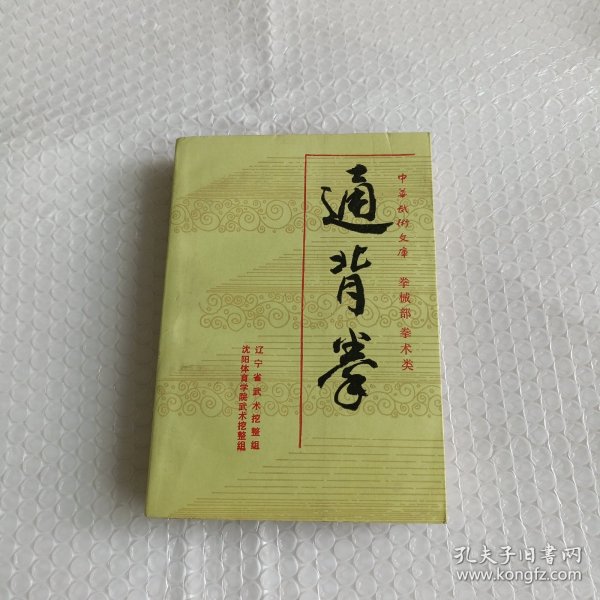 中华武术文库 拳械部 拳术类
通背拳
辽宁省武术挖整组
沈阳体育学院武术挖整组
孔夫子旧书网
www.kongfz.com